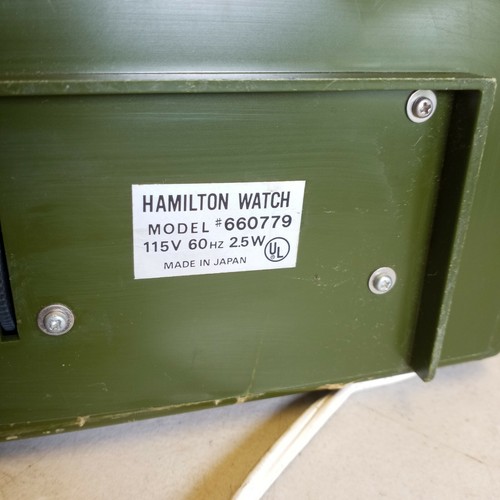 HAMILTON WATCH
MODEL #660779
115V 60HZ 2.5W UL
MADE IN JAPAN